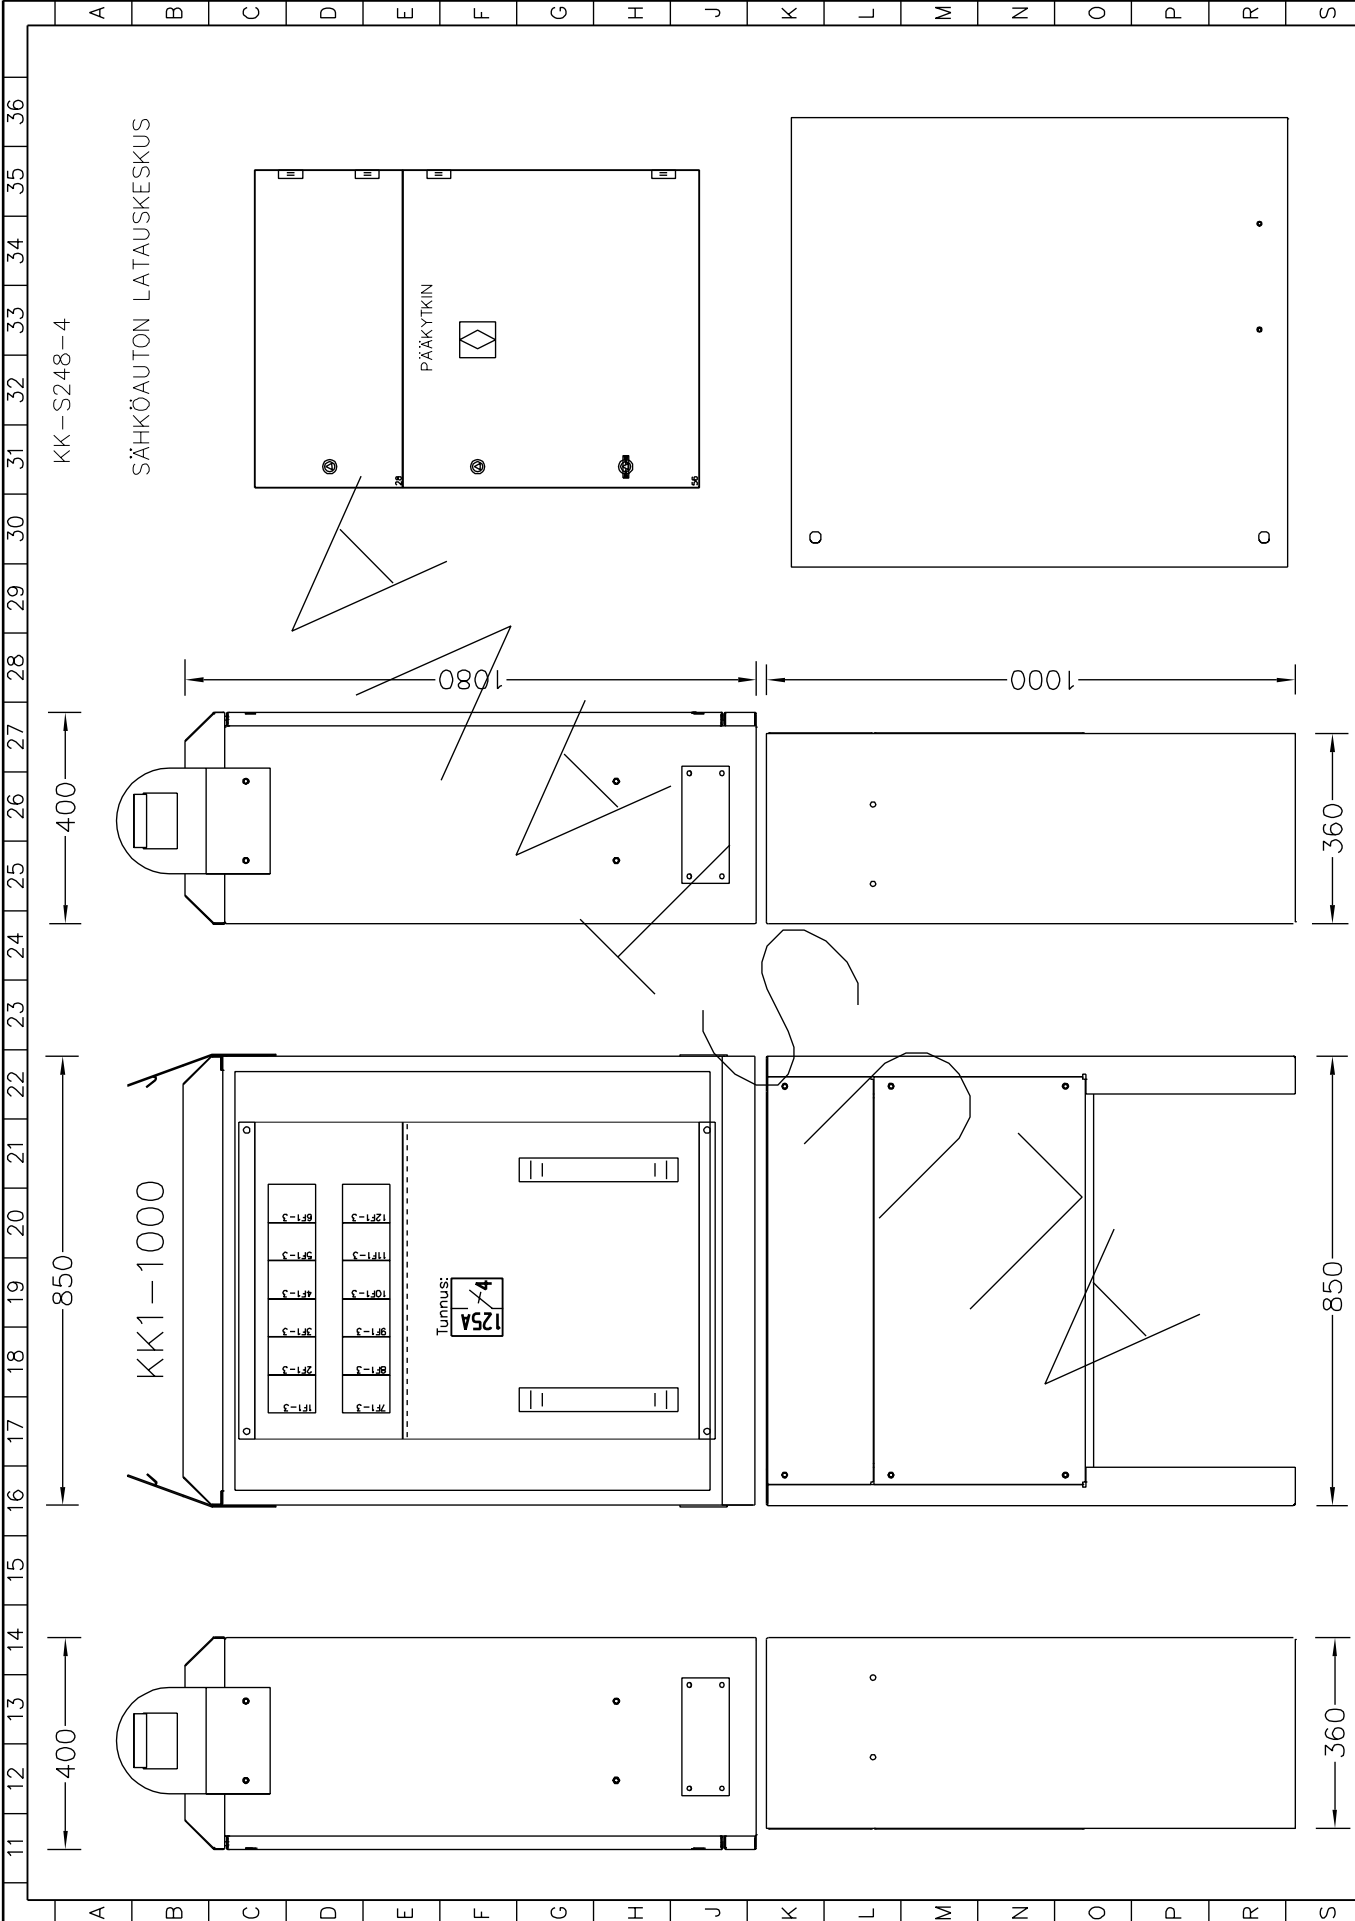 11 12 13 14 15 16 17 18 19 20 21 22 23 24 25 26 27 28 29 30 31 32 33 34 35 36
A
B
C
D
E
F
G
H
J
K
L
M
N
O
P
R
S
A
B
C
D
E
F
G
H
J
K
L
M
N
O
P
R
S
KK-S248-4
SÄHKÖAUTON LATAUSKESKUS
400
850
400
KK1-1000
1F1-3 2F1-3 3F1-3 4F1-3 5F1-3 6F1-3
7F1-3 8F1-3 9F1-3 10F1-3 11F1-3 12F1-3
Tunnus:
125A
4
1080
1000
28
PÄÄKYTKIN
56
ALUSTAVA
360
850
360